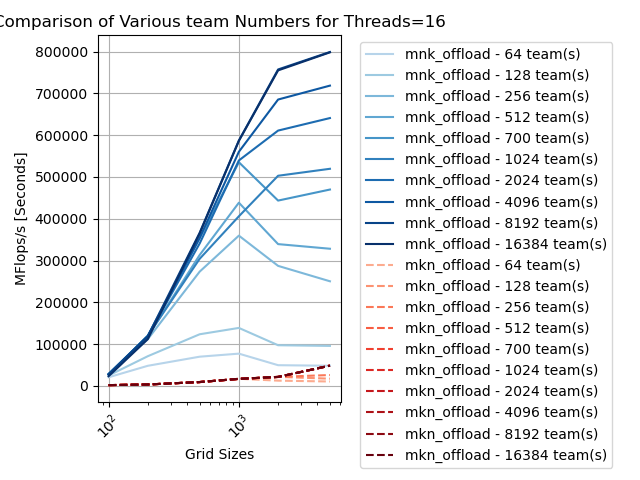 Comparison of Various team Numbers for Threads=16
MFlops/s [Seconds]
800000
700000
600000
500000
400000
300000
200000
100000
0
10²
10³
Grid Sizes
mnk_offload - 64 team(s)
mnk_offload - 128 team(s)
mnk_offload - 256 team(s)
mnk_offload - 512 team(s)
mnk_offload - 700 team(s)
mnk_offload - 1024 team(s)
mnk_offload - 2024 team(s)
mnk_offload - 4096 team(s)
mnk_offload - 8192 team(s)
mnk_offload - 16384 team(s)
mkn_offload - 64 team(s)
mkn_offload - 128 team(s)
mkn_offload - 256 team(s)
mkn_offload - 512 team(s)
mkn_offload - 700 team(s)
mkn_offload - 1024 team(s)
mkn_offload - 2024 team(s)
mkn_offload - 4096 team(s)
mkn_offload - 8192 team(s)
mkn_offload - 16384 team(s)